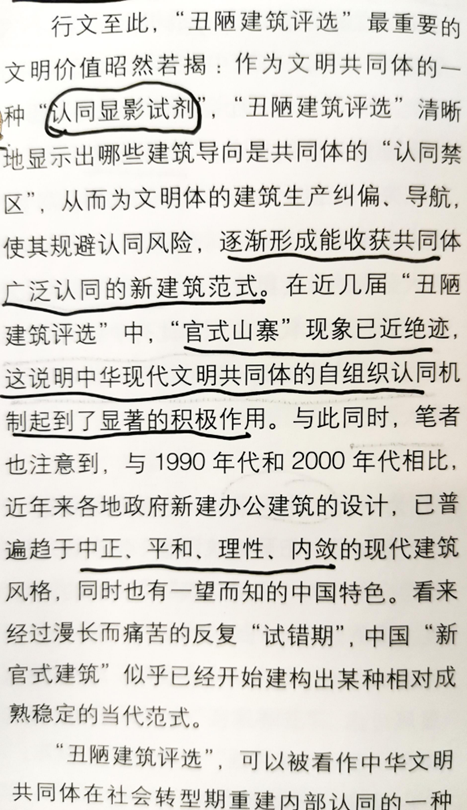 行文至此，“丑陋建筑评选”最重要的
文明价值昭然若揭：作为文明共同体的一
种“认同显影试剂”，“丑陋建筑评选”清晰
地显示出哪些建筑导向是共同体的“认同禁
区”，从而为文明体的建筑生产纠偏、导航，
使其规避认同风险，逐渐形成能收获共同体
广泛认同的新建筑范式。在近几届“丑陋
建筑评选”中，“官式山寨”现象已近绝迹，
这说明中华现代文明共同体的自组织认同机
制起到了显著的积极作用。与此同时，笔者
也注意到，与1990年代和2000年代相比，
近年来各地政府新建办公建筑的设计，已普
遍趋于中正、平和、理性、内敛的现代建筑
风格，同时也有一望而知的中国特色。看来
经过漫长而痛苦的反复“试错期”，中国“新
官式建筑”似乎已经开始建构出某种相对成
熟稳定的当代范式。
“丑陋建筑评选”，可以被看作中华文明
共同体在社会转型期重建内部认同的一种